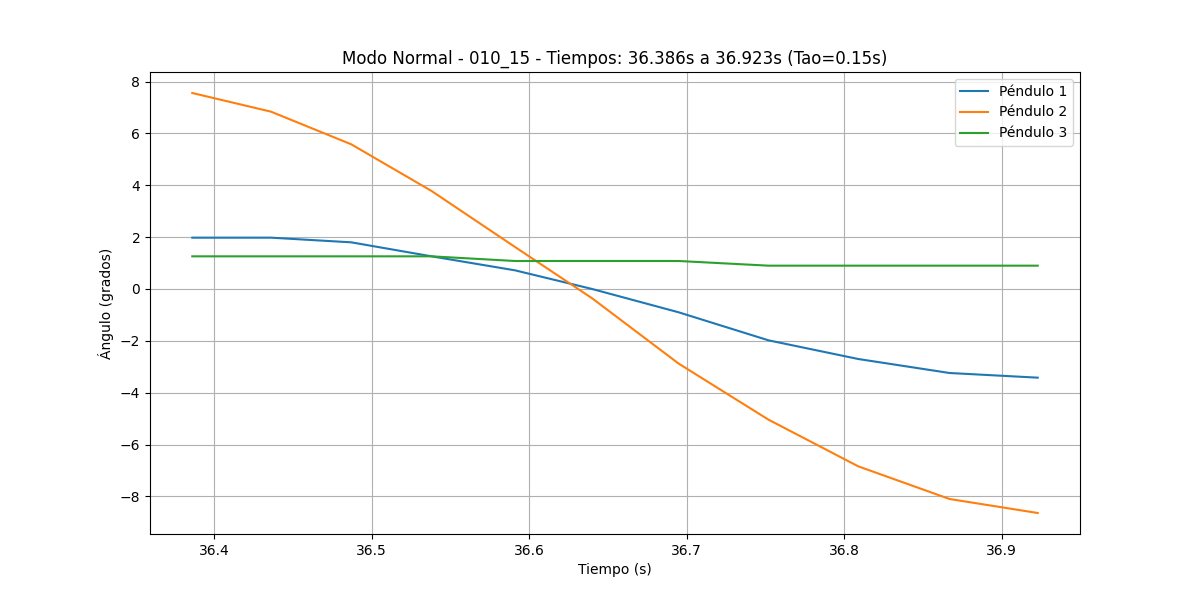 Modo Normal - 010_15 - Tiempos: 36.386s a 36.923s (Tao=0.15s)
Péndulo 1
Péndulo 2
Péndulo 3
Ángulo (grados)
8
6
4
2
0
−2
−4
−6
−8
36.4 36.5 36.6 36.7 36.8 36.9
Tiempo (s)